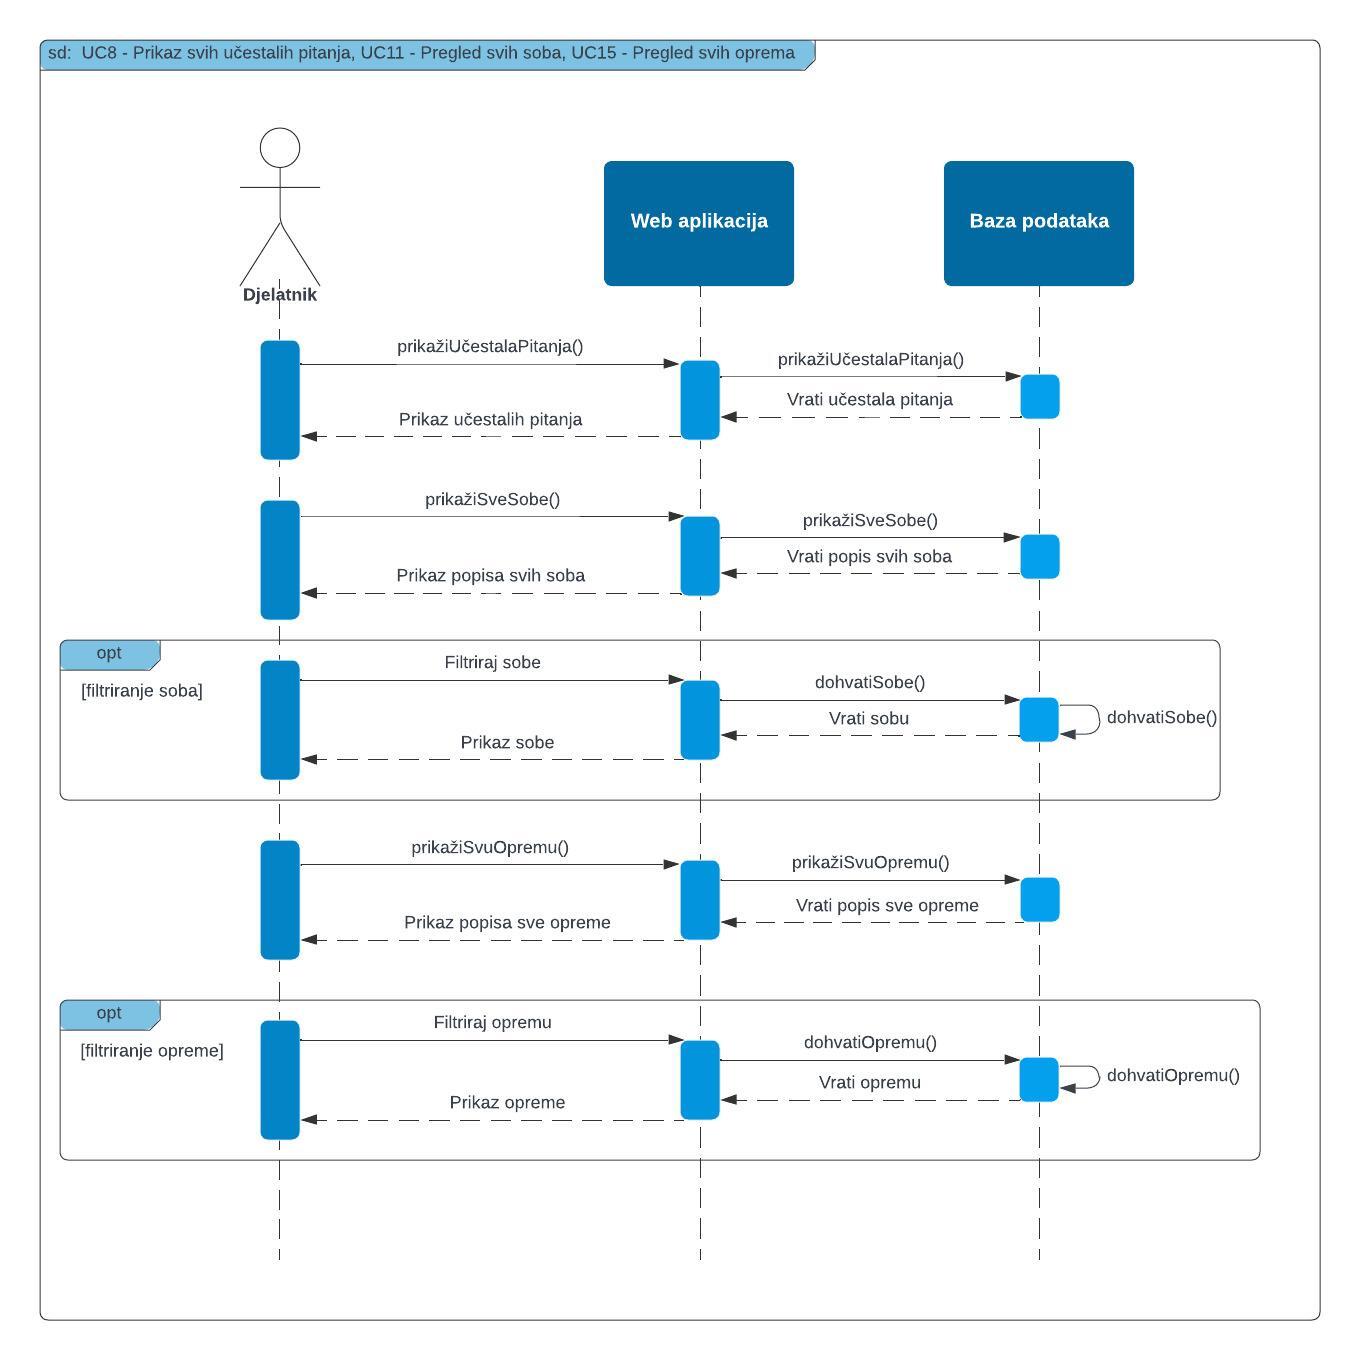 sd:  UC8 - Prikaz svih učestalih pitanja, UC11 - Pregled svih soba, UC15 - Pregled svih oprema
Web aplikacija
Baza podataka
Djelatnik
prikažiUčestalaPitanja()
prikažiUčestalaPitanja()
Vrati učestala pitanja
Prikaz učestalih pitanja
prikažiSveSobe()
prikažiSveSobe()
Vrati popis svih soba
Prikaz popisa svih soba
opt
[filtriranje soba]
Filtriraj sobe
dohvatiSobe()
Vrati sobu
dohvatiSobe()
Prikaz sobe
prikažiSvuOpremu()
prikažiSvuOpremu()
Vrati popis sve opreme
Prikaz popisa sve opreme
opt
[filtriranje opreme]
Filtriraj opremu
dohvatiOpremu()
Vrati opremu
dohvatiOpremu()
Prikaz opreme